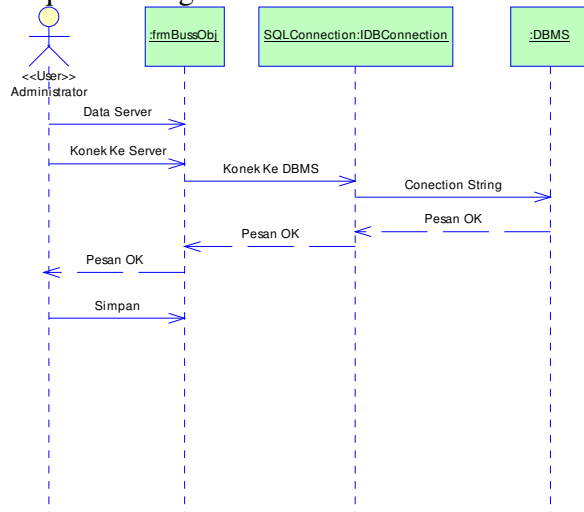 :frmBussObj
SQLConnection:IDBConnection
:DBMS
<<User>>
Administrator
Data Server
Konek Ke Server
Konek Ke DBMS
Conection String
Pesan OK
Pesan OK
Pesan OK
Simpan